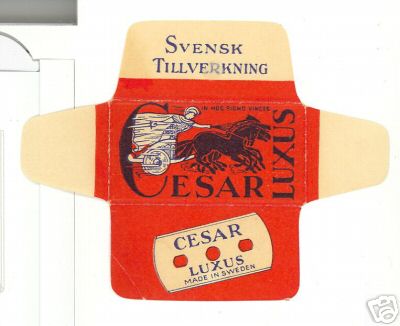 SVENSK
TILLVERKNING
IN HOC SIGNO VINCES
CESAR
LUXUS
CESAR
LUXUS
MADE IN SWEDEN